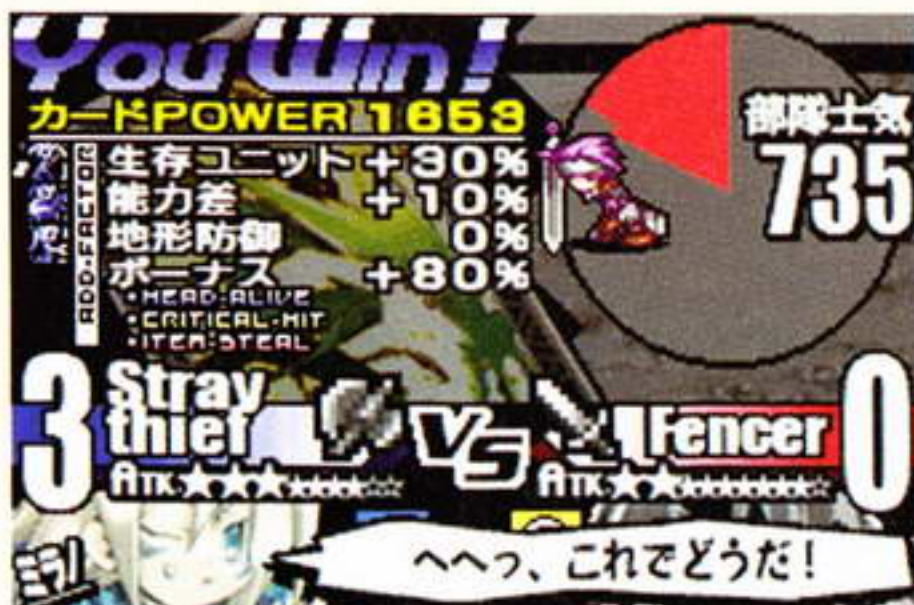 You Win!
カードPOWER 1653
部隊士気
735
ADD-FACTOR
生存ユニット +30%
能力差 +10%
地形防御 0%
ボーナス +80%
・HEAD-ALIVE
・CRITICAL-HIT
・ITEM-STEAL
3
Stray
thief
VS
Fencer
0
ATK★★★★★★★★☆☆
ATK★★★★★★★★★☆
ミラノ
へへっ、これでどうだ!